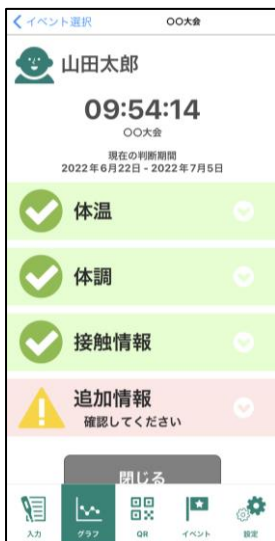 イベント選択 〇〇大会
山田太郎
09:54:14
〇〇大会
現在の判断期間
2022年6月22日 - 2022年7月5日
体温
体調
接触情報
追加情報
確認してください
閉じる
入力 グラフ QR イベント 設定